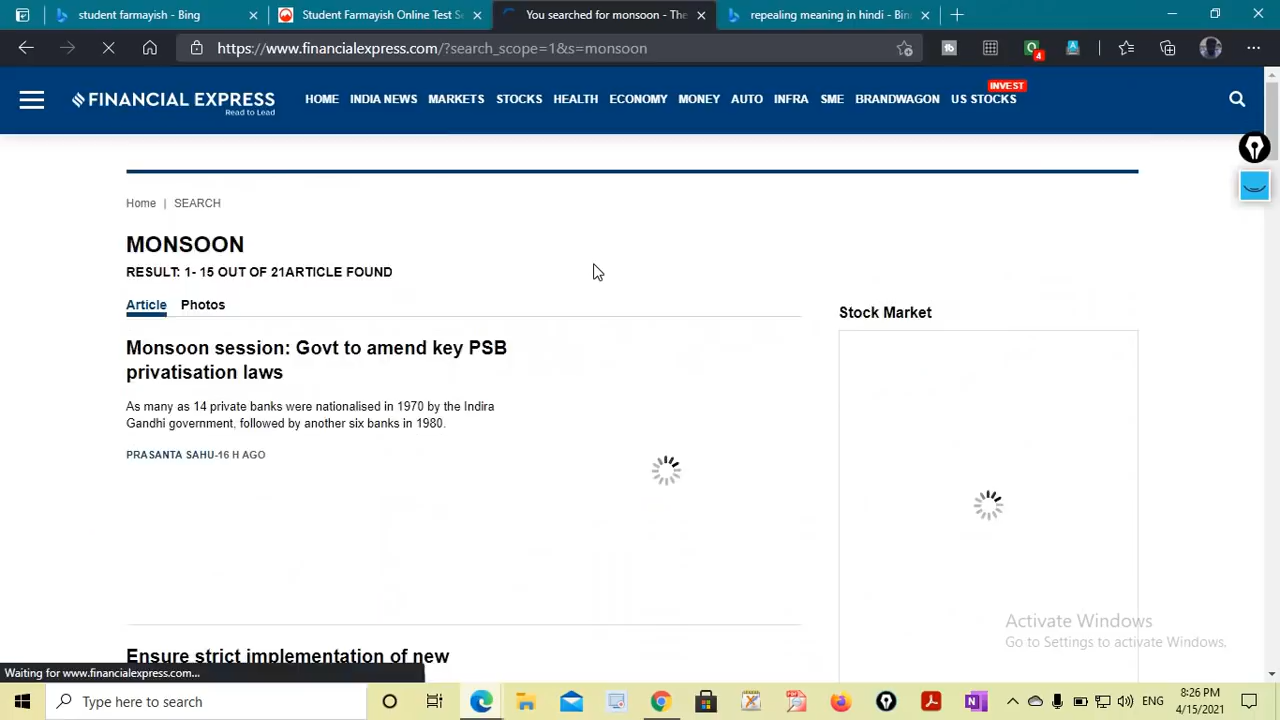 student farmayish - Bing
Student Farmayish Online Test Se
You searched for monsoon - The
repealing meaning in hindi - Bin
https://www.financialexpress.com/?search_scope=1&s=monsoon
4
FINANCIAL EXPRESS
Read to Lead
HOME INDIA NEWS MARKETS STOCKS HEALTH ECONOMY MONEY AUTO INFRA SME BRANDWAGON US STOCKS
INVEST
Home | SEARCH
MONSOON
RESULT: 1- 15 OUT OF 21ARTICLE FOUND
Article Photos
Stock Market
Monsoon session: Govt to amend key PSB
privatisation laws
As many as 14 private banks were nationalised in 1970 by the Indira
Gandhi government, followed by another six banks in 1980.
PRASANTA SAHU-16 H AGO
Ensure strict implementation of new
Activate Windows
Go to Settings to activate Windows.
Waiting for www.financialexpress.com...
Type here to search
ENG
8:26 PM
4/15/2021